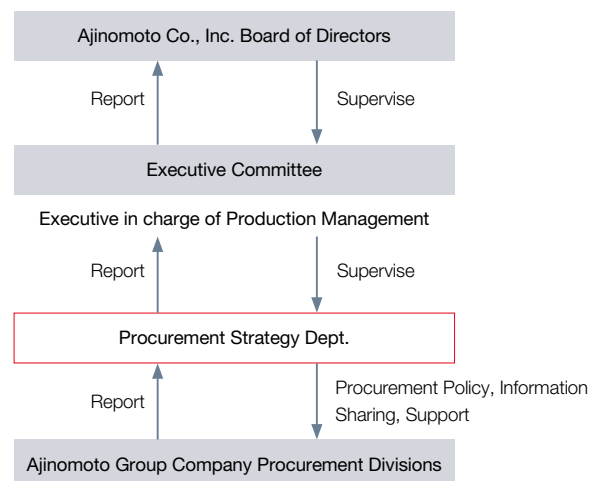 Ajinomoto Co., Inc. Board of Directors
Report
Supervise
Executive Committee
Executive in charge of Production Management
Report
Supervise
Procurement Strategy Dept.
Report
Procurement Policy, Information
Sharing, Support
Ajinomoto Group Company Procurement Divisions